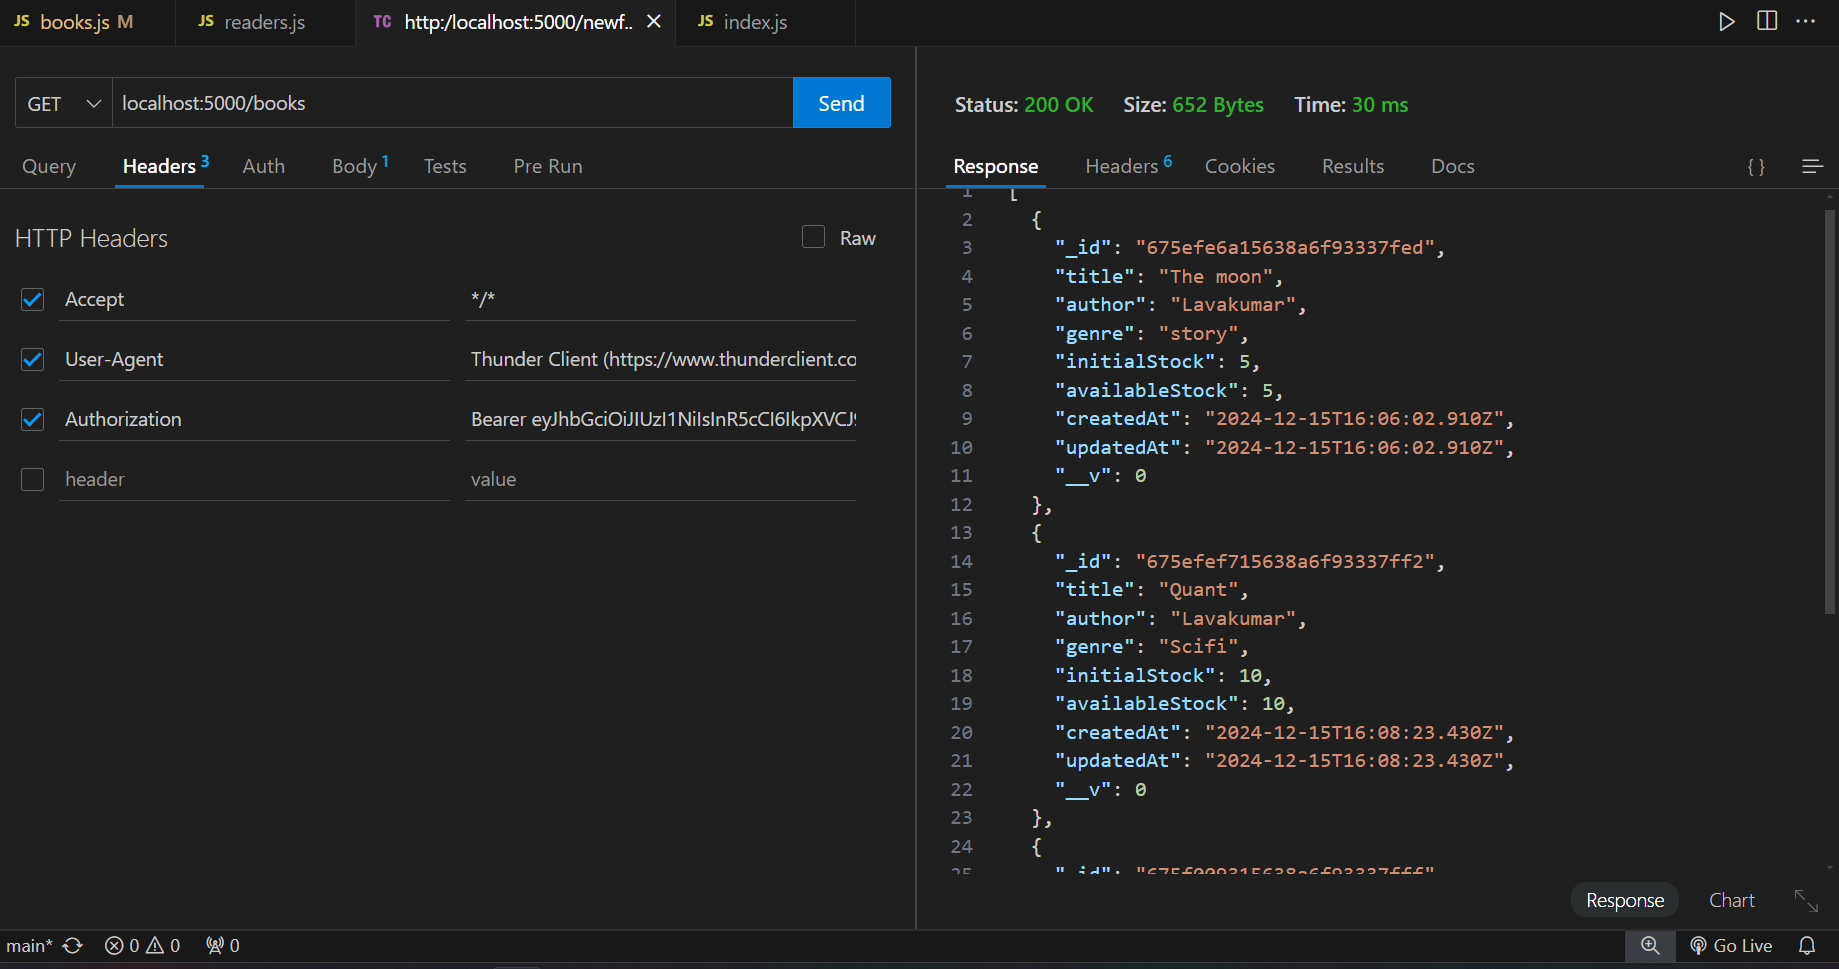 JS books.js M JS readers.js TC http:/localhost:5000/newf.. JS index.js
GET localhost:5000/books Send
Query Headers 3 Auth Body 1 Tests Pre Run
HTTP Headers Raw
Accept */*
User-Agent Thunder Client (https://www.thunderclient.co
Authorization Bearer eyJhbGciOiJIUzI1NiIsInR5cCI6IkpXVCJ9
header value
Status: 200 OK Size: 652 Bytes Time: 30 ms
Response Headers 6 Cookies Results Docs { }
1 [
2 {
3 "_id": "675efe6a15638a6f93337fed",
4 "title": "The moon",
5 "author": "Lavakumar",
6 "genre": "story",
7 "initialStock": 5,
8 "availableStock": 5,
9 "createdAt": "2024-12-15T16:06:02.910Z",
10 "updatedAt": "2024-12-15T16:06:02.910Z",
11 "__v": 0
12 },
13 {
14 "_id": "675efef715638a6f93337ff2",
15 "title": "Quant",
16 "author": "Lavakumar",
17 "genre": "Scifi",
18 "initialStock": 10,
19 "availableStock": 10,
20 "createdAt": "2024-12-15T16:08:23.430Z",
21 "updatedAt": "2024-12-15T16:08:23.430Z",
22 "__v": 0
23 },
24 {
25 "_id": "675f009315638a6f93337fff"
Response Chart
main* 0 0 0 Go Live